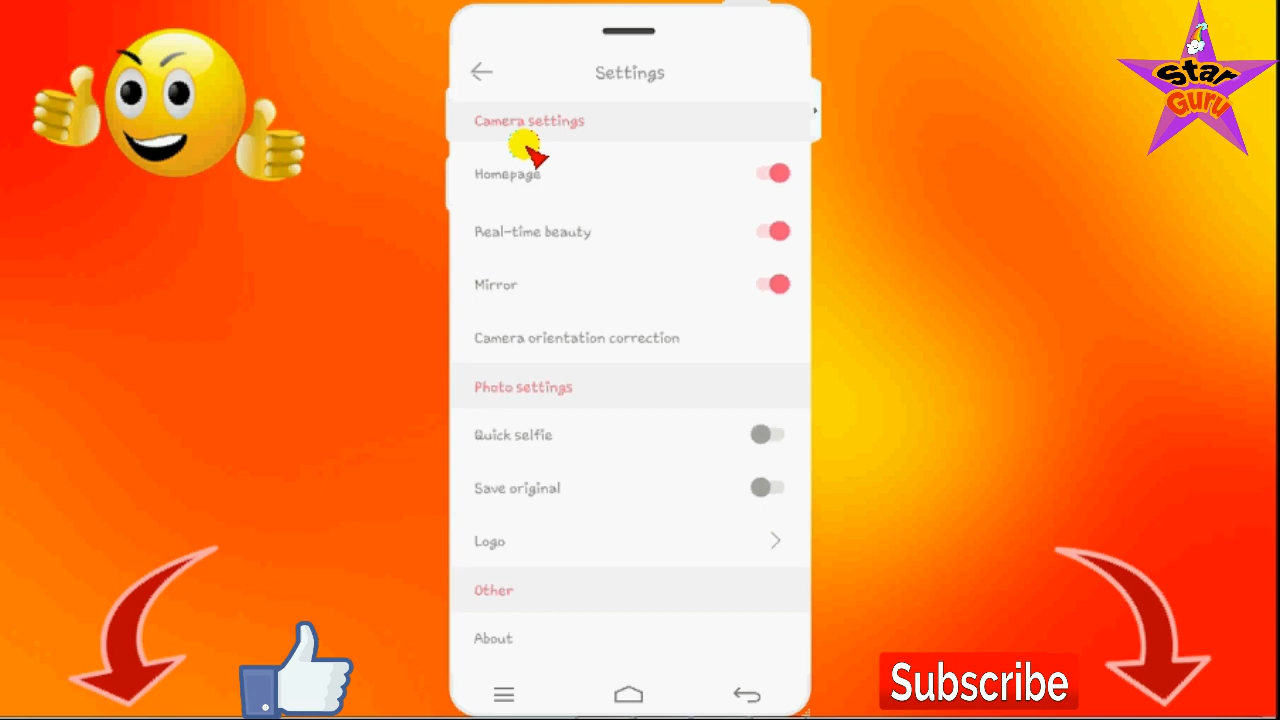 Settings
Camera settings
Homepage
Real-time beauty
Mirror
Camera orientation correction
Photo settings
Quick selfie
Save original
Logo
Other
About
Star
Guru
Subscribe